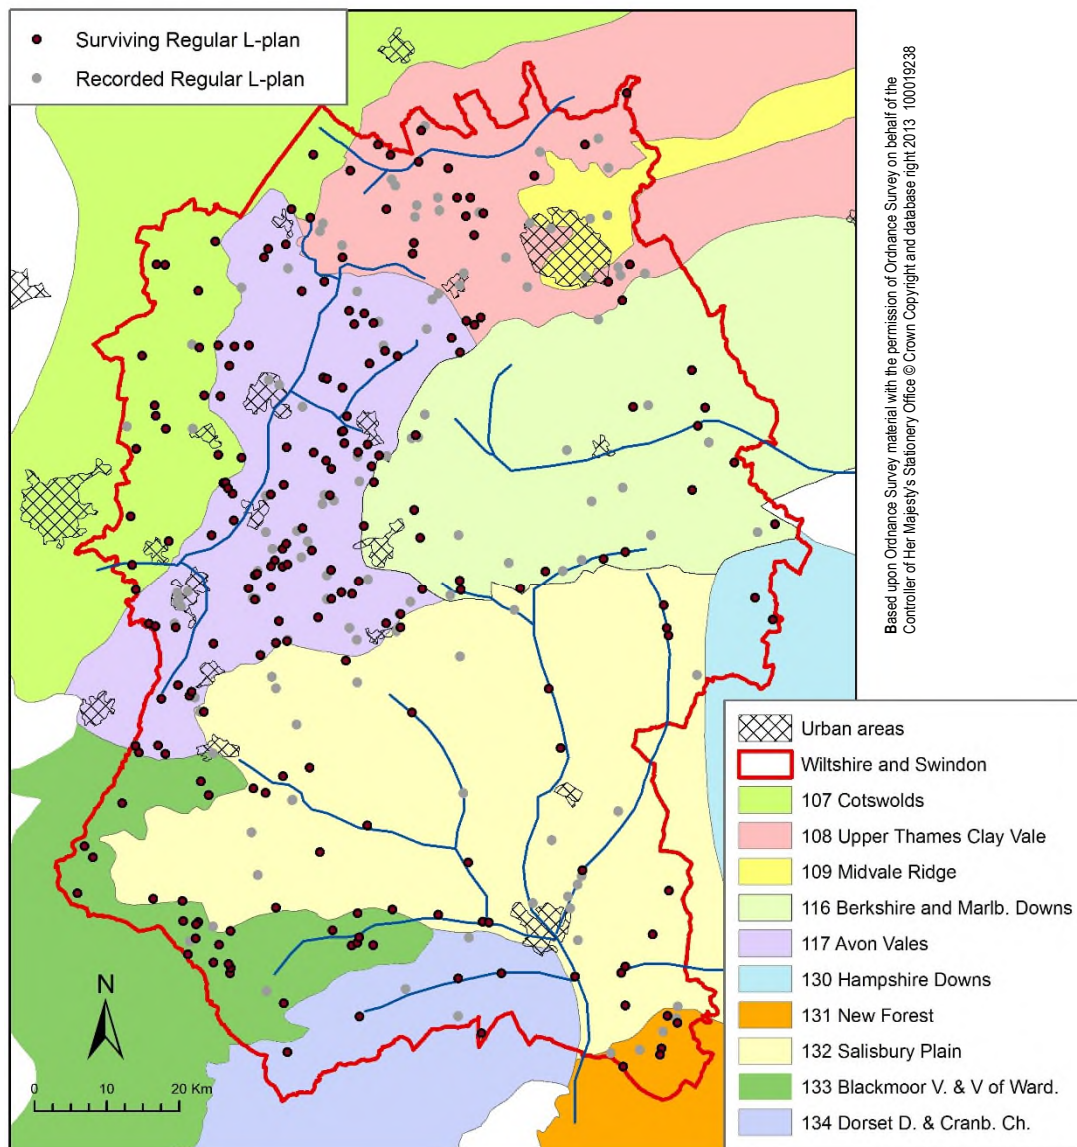 Surviving Regular L-plan
Recorded Regular L-plan
Based upon Ordnance Survey material with the permission of Ordnance Survey on behalf of the
Controller of Her Majesty's Stationery Office © Crown Copyright and database right 2013 100019238
Urban areas
Wiltshire and Swindon
107 Cotswolds
108 Upper Thames Clay Vale
109 Midvale Ridge
116 Berkshire and Marlb. Downs
117 Avon Vales
130 Hampshire Downs
131 New Forest
132 Salisbury Plain
133 Blackmoor V. & V of Ward.
134 Dorset D. & Cranb. Ch.
N
0 10 20 Km